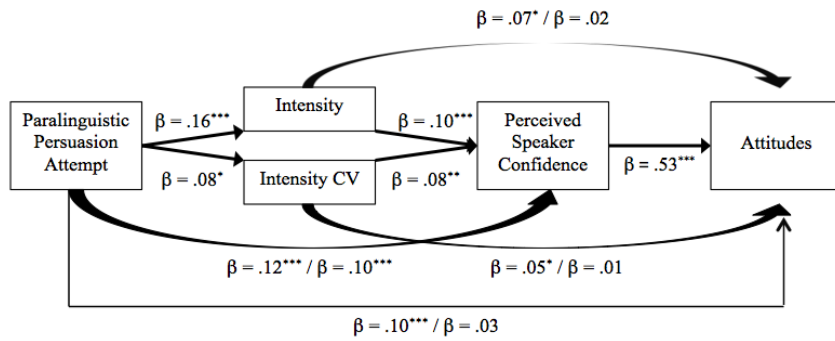 β = .07* / β = .02
Intensity
Paralinguistic
Persuasion
Attempt
β = .16***
β = .10***
Perceived
Speaker
Confidence
Attitudes
β = .08*
Intensity CV
β = .08**
β = .53***
β = .12*** / β = .10***
β = .05* / β = .01
β = .10*** / β = .03